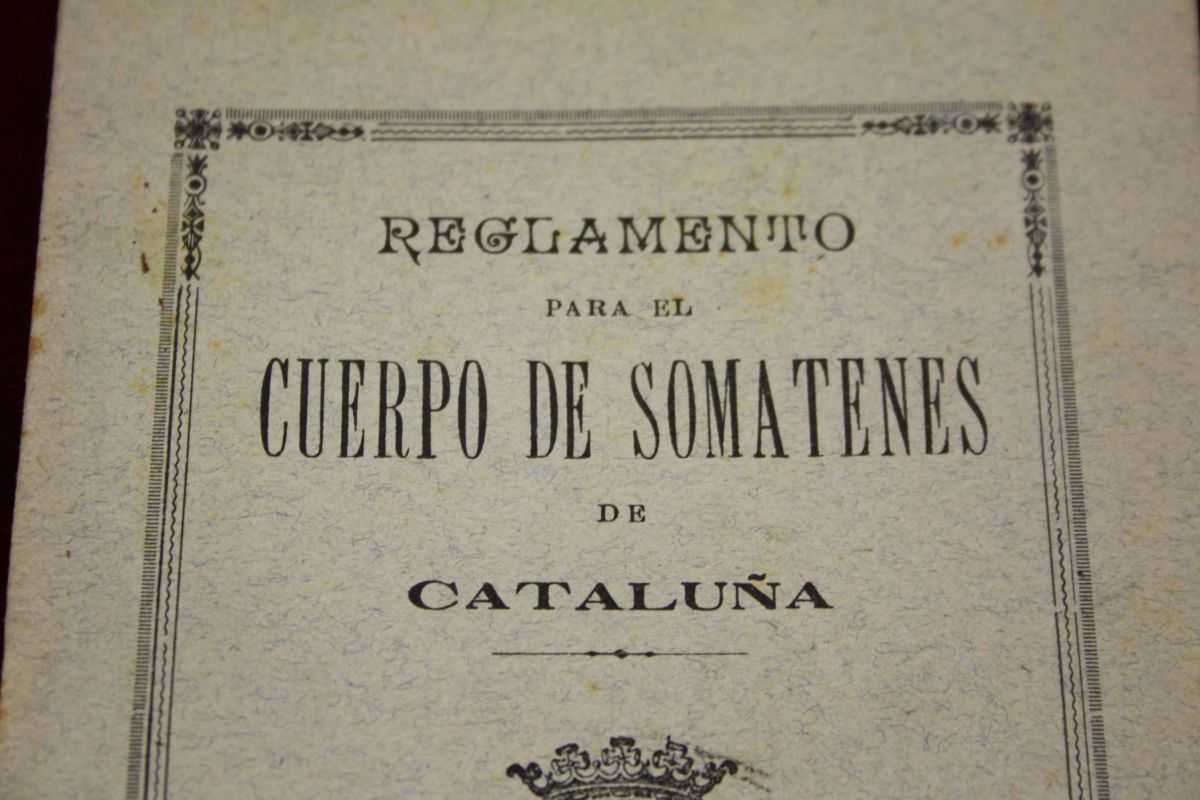 REGLAMENTO
PARA EL
CUERPO DE SOMATENES
DE
CATALUÑA